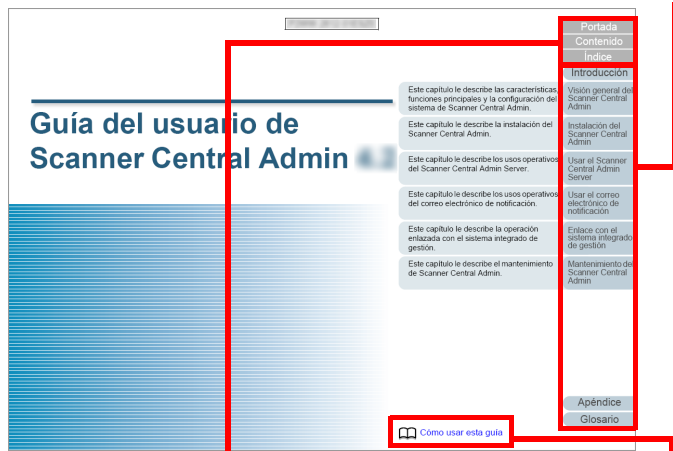 Portada
Contenido
Índice
Introducción
Guía del usuario de
Scanner Central Admin
Este capítulo le describe las características,
funciones principales y la configuración del
sistema de Scanner Central Admin.
Visión general del
Scanner Central
Admin
Este capítulo le describe la instalación del
Scanner Central Admin.
Instalación del
Scanner Central
Admin
Este capítulo le describe los usos operativos
del Scanner Central Admin Server.
Usar el Scanner
Central Admin
Server
Este capítulo le describe los usos operativos
del correo electrónico de notificación.
Usar el correo
electrónico de
notificación
Este capítulo le describe la operación
enlazada con el sistema integrado de
gestión.
Enlace con el
sistema integrado
de gestión
Este capítulo le describe el mantenimiento
de Scanner Central Admin.
Mantenimiento del
Scanner Central
Admin
Apéndice
Glosario
Cómo usar esta guía